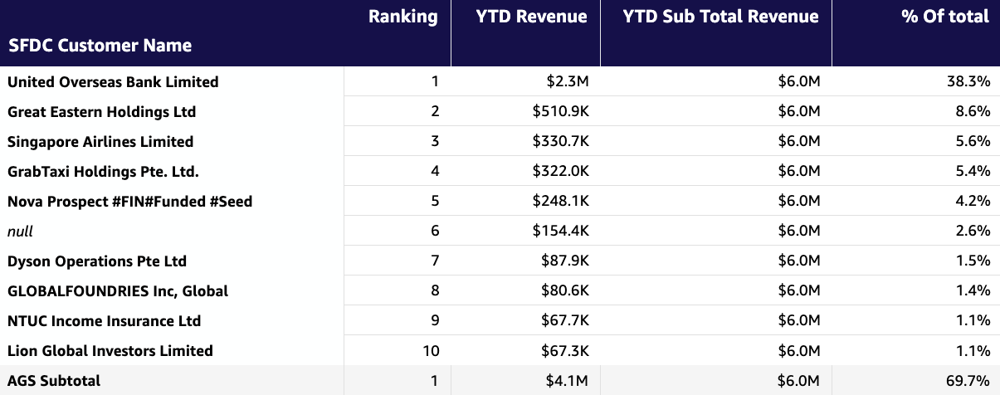 Ranking YTD Revenue YTD Sub Total Revenue % Of total
SFDC Customer Name
United Overseas Bank Limited 1 $2.3M $6.0M 38.3%
Great Eastern Holdings Ltd 2 $510.9K $6.0M 8.6%
Singapore Airlines Limited 3 $330.7K $6.0M 5.6%
GrabTaxi Holdings Pte. Ltd. 4 $322.0K $6.0M 5.4%
Nova Prospect #FIN#Funded #Seed 5 $248.1K $6.0M 4.2%
null 6 $154.4K $6.0M 2.6%
Dyson Operations Pte Ltd 7 $87.9K $6.0M 1.5%
GLOBALFOUNDRIES Inc, Global 8 $80.6K $6.0M 1.4%
NTUC Income Insurance Ltd 9 $67.7K $6.0M 1.1%
Lion Global Investors Limited 10 $67.3K $6.0M 1.1%
AGS Subtotal 1 $4.1M $6.0M 69.7%